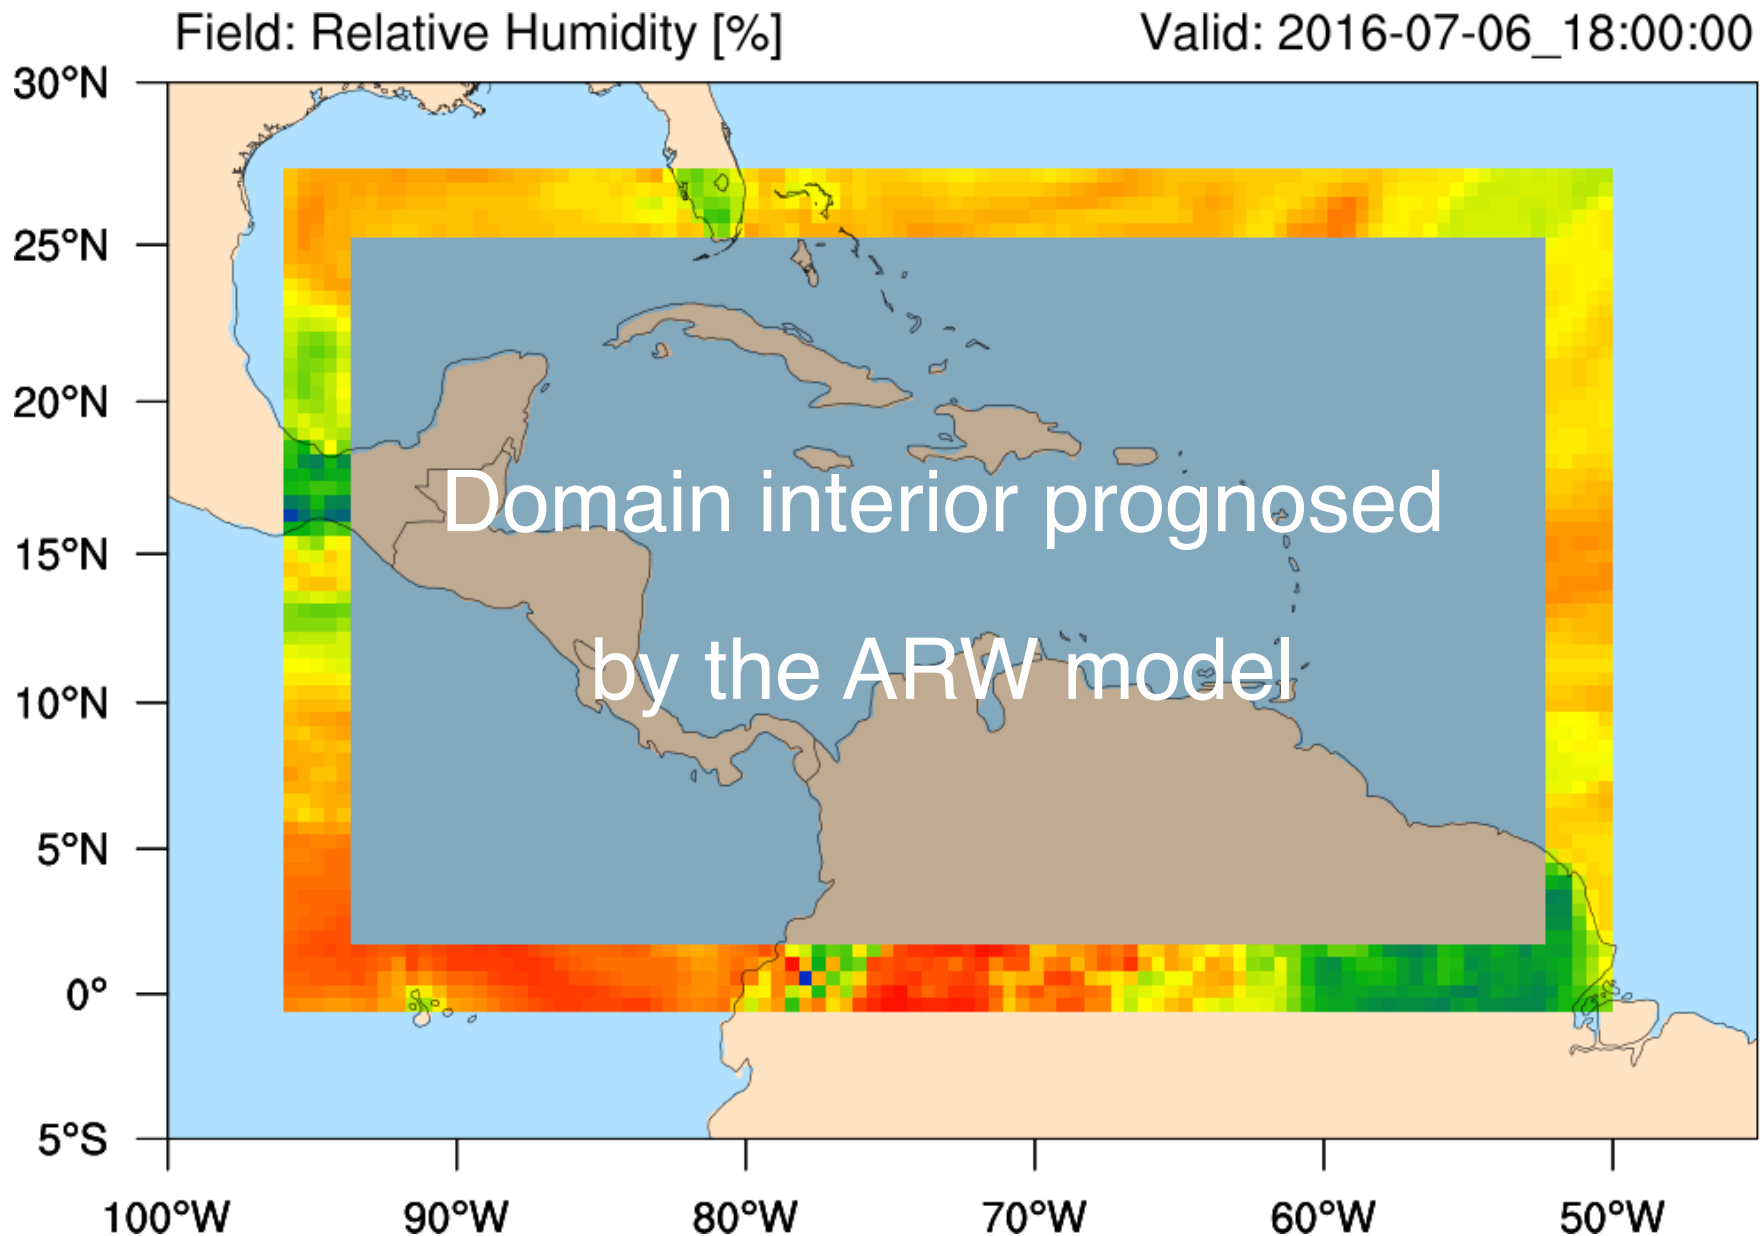 Field: Relative Humidity [%] Valid: 2016-07-06_18:00:00
30°N
25°N
20°N
15°N
10°N
5°N
0°
5°S
Domain interior prognosed
by the ARW model
100°W 90°W 80°W 70°W 60°W 50°W